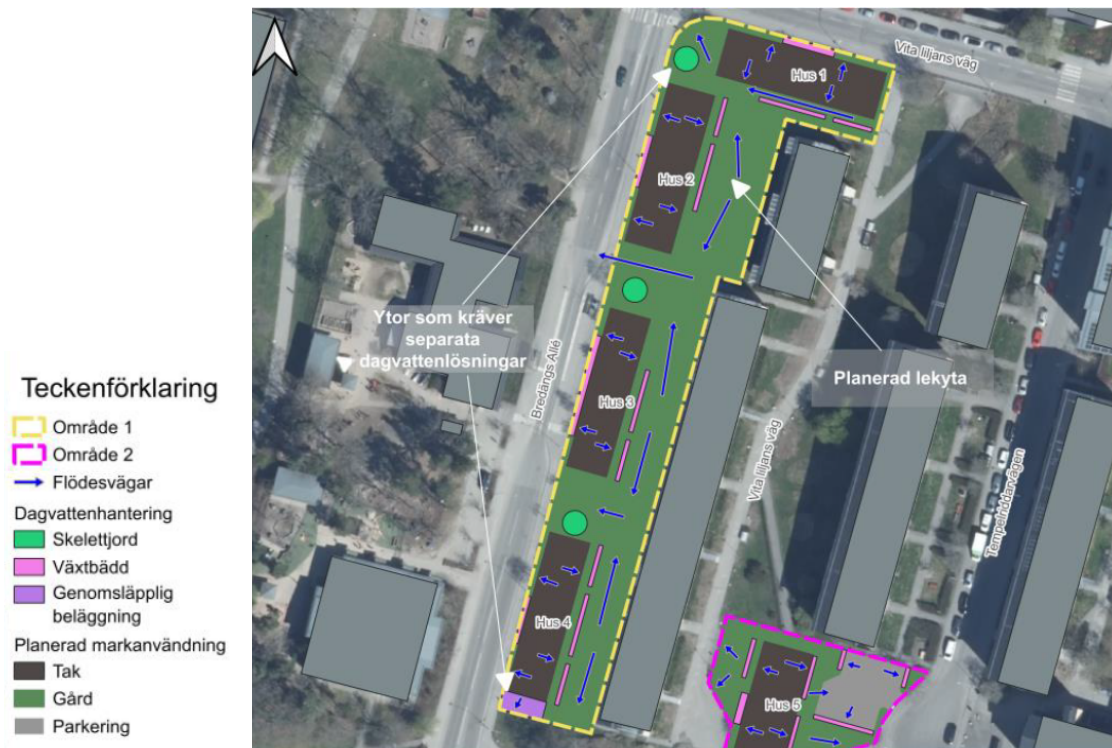 Vita liljans väg
Hus 1
Hus 2
Ytor som kräver
separata
dagvattenlösningar
Bredängs Allé
Planerad lekyta
Hus 3
Vita liljans väg
Tempelriddarvägen
Hus 4
Hus 5
Teckenförklaring
Område 1
Område 2
Flödesvägar
Dagvattenhantering
Skelettjord
Växtbädd
Genomsläpplig
beläggning
Planerad markanvändning
Tak
Gård
Parkering